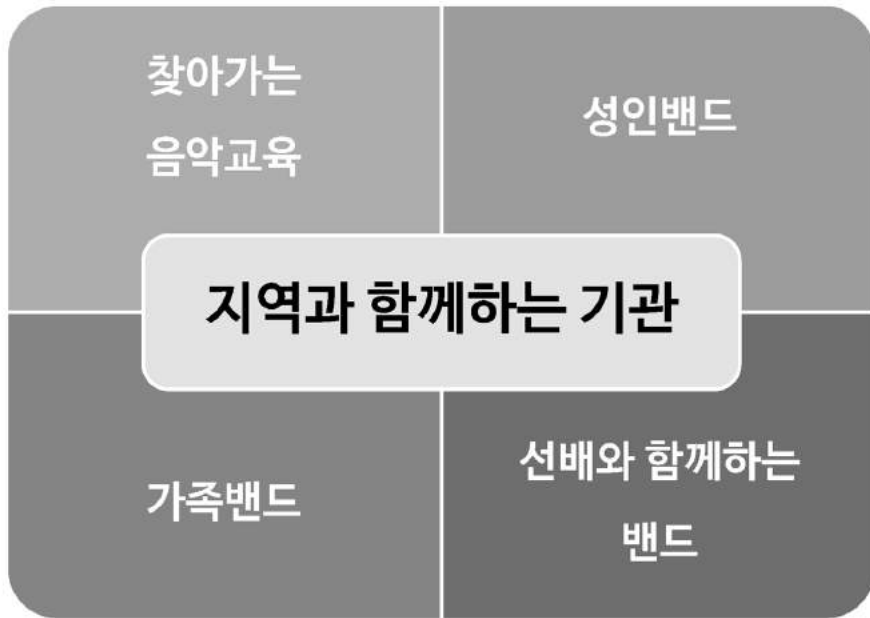 찾아가는
음악교육
성인밴드
지역과 함께하는 기관
가족밴드
선배와 함께하는
밴드